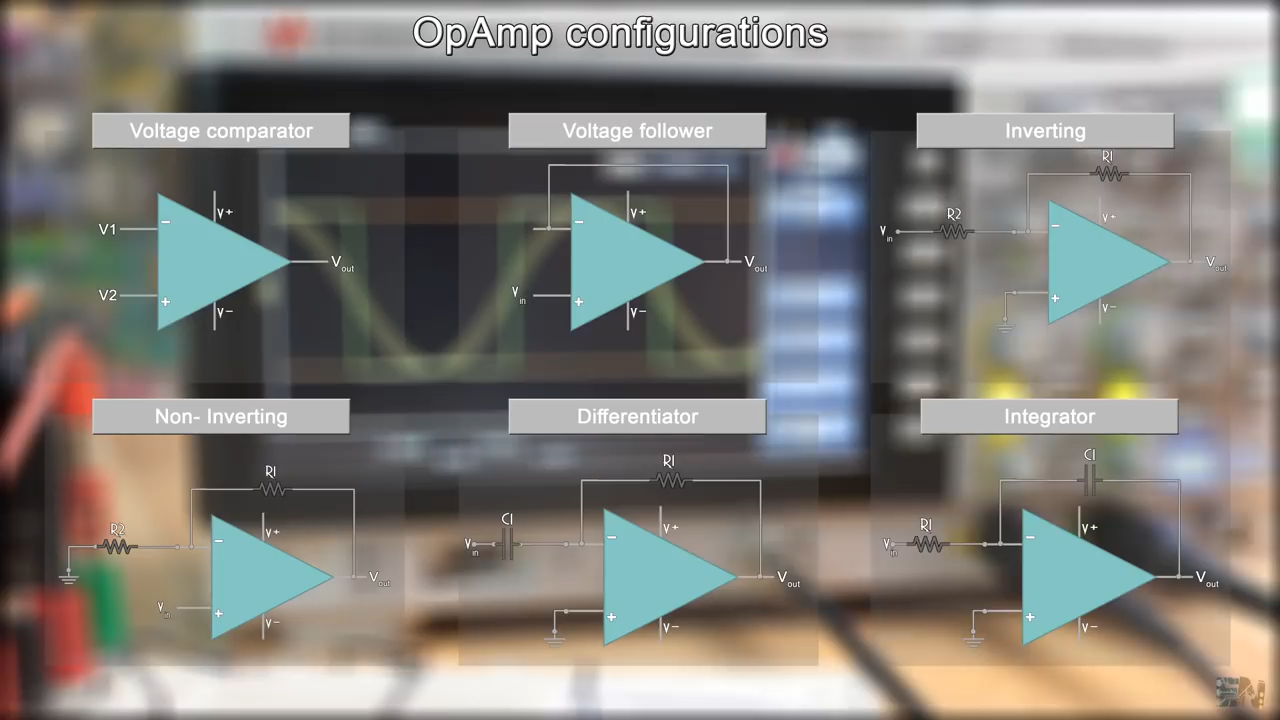 OpAmp configurations
Voltage comparator
V1
V2
-
+
V+
V-
Vout
Voltage follower
Vin
-
+
V+
V-
Vout
Inverting
R1
R2
Vin
-
+
V+
V-
Vout
Non- Inverting
R1
R2
Vin
-
+
V+
V-
Vout
Differentiator
R1
C1
Vin
-
+
V+
V-
Vout
Integrator
C1
R1
Vin
-
+
V+
V-
Vout